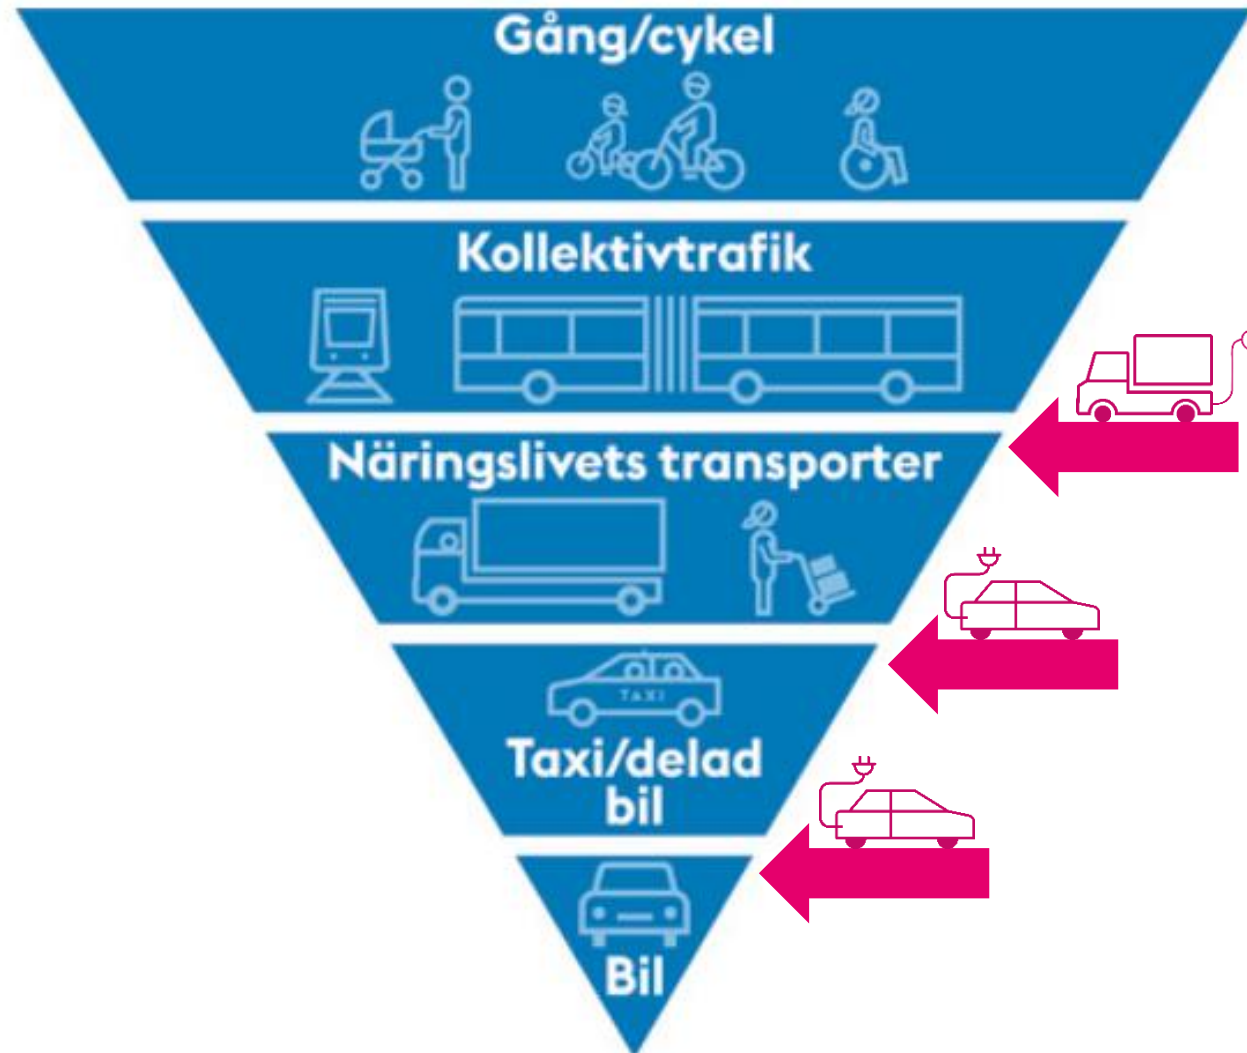 Gång/cykel
Kollektivtrafik
Näringslivets transporter
TAXI
Taxi/delad
bil
Bil